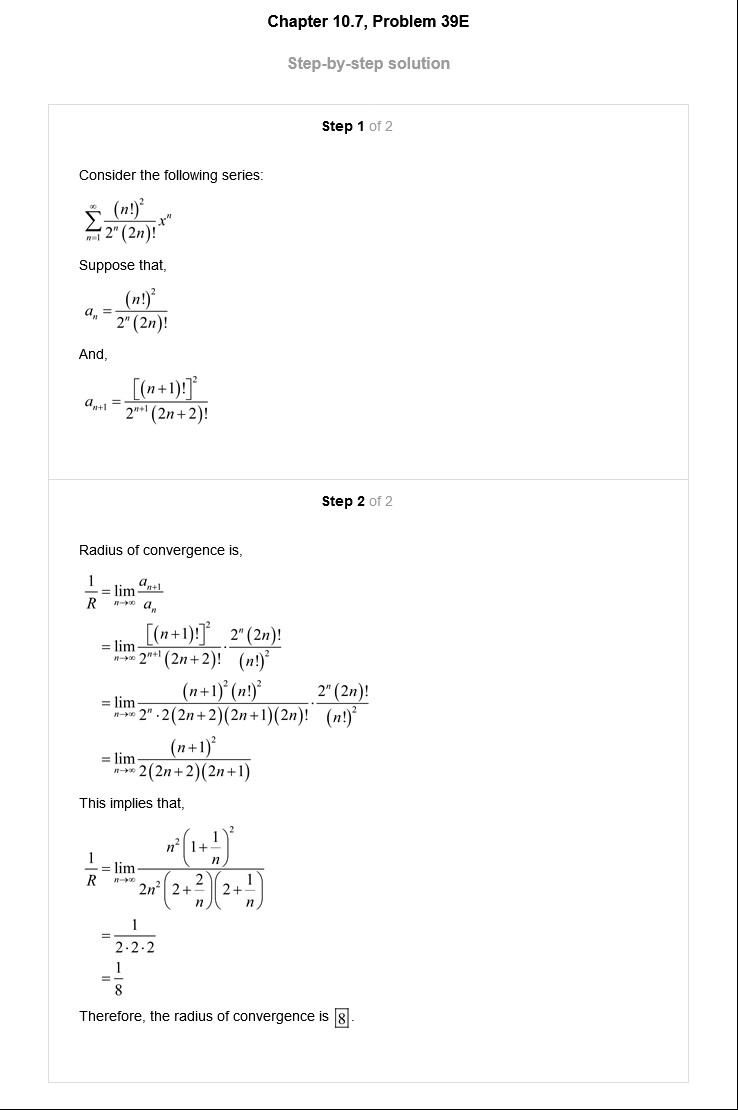 Chapter 10.7, Problem 39E
Step-by-step solution
Step 1 of 2
Consider the following series:
$\sum_{n=1}^{\infty} \frac{(n!)^2}{2^n (2n)!} x^n$
Suppose that,
$a_n = \frac{(n!)^2}{2^n (2n)!}$
And,
$a_{n+1} = \frac{[(n+1)!]^2}{2^{n+1} (2n+2)!}$
Step 2 of 2
Radius of convergence is,
$\frac{1}{R} = \lim_{n \to \infty} \frac{a_{n+1}}{a_n}$
$= \lim_{n \to \infty} \frac{[(n+1)!]^2}{2^{n+1} (2n+2)!} \cdot \frac{2^n (2n)!}{(n!)^2}$
$= \lim_{n \to \infty} \frac{(n+1)^2 (n!)^2}{2^n \cdot 2(2n+2)(2n+1)(2n)!} \cdot \frac{2^n (2n)!}{(n!)^2}$
$= \lim_{n \to \infty} \frac{(n+1)^2}{2(2n+2)(2n+1)}$
This implies that,
$\frac{1}{R} = \lim_{n \to \infty} \frac{n^2 \left(1+\frac{1}{n}\right)^2}{2n^2 \left(2+\frac{2}{n}\right)\left(2+\frac{1}{n}\right)}$
$= \frac{1}{2 \cdot 2 \cdot 2}$
$= \frac{1}{8}$
Therefore, the radius of convergence is $\boxed{8}$.